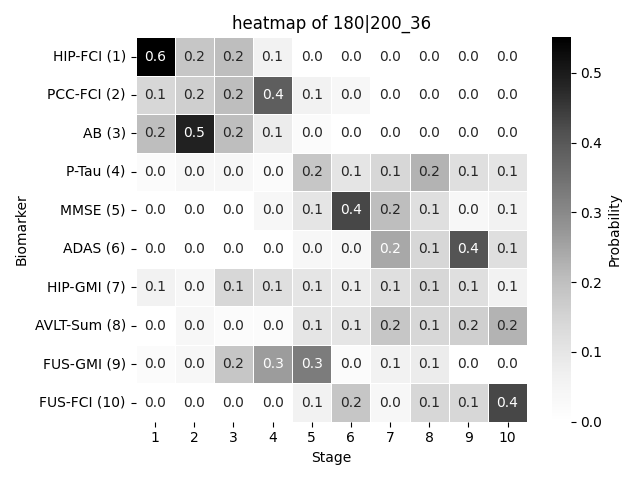 heatmap of 180|200_36
HIP-FCI (1) 0.6 0.2 0.2 0.1 0.0 0.0 0.0 0.0 0.0 0.0
PCC-FCI (2) 0.1 0.2 0.2 0.4 0.1 0.0 0.0 0.0 0.0 0.0
AB (3) 0.2 0.5 0.2 0.1 0.0 0.0 0.0 0.0 0.0 0.0
P-Tau (4) 0.0 0.0 0.0 0.0 0.2 0.1 0.1 0.2 0.1 0.1
MMSE (5) 0.0 0.0 0.0 0.0 0.1 0.4 0.2 0.1 0.0 0.1
ADAS (6) 0.0 0.0 0.0 0.0 0.0 0.0 0.2 0.1 0.4 0.1
HIP-GMI (7) 0.1 0.0 0.1 0.1 0.1 0.1 0.1 0.1 0.1 0.1
AVLT-Sum (8) 0.0 0.0 0.0 0.0 0.1 0.1 0.2 0.1 0.2 0.2
FUS-GMI (9) 0.0 0.0 0.2 0.3 0.3 0.0 0.1 0.1 0.0 0.0
FUS-FCI (10) 0.0 0.0 0.0 0.0 0.1 0.2 0.0 0.1 0.1 0.4
1 2 3 4 5 6 7 8 9 10
Stage
Biomarker
0.5
0.4
0.3
0.2
0.1
0.0
Probability